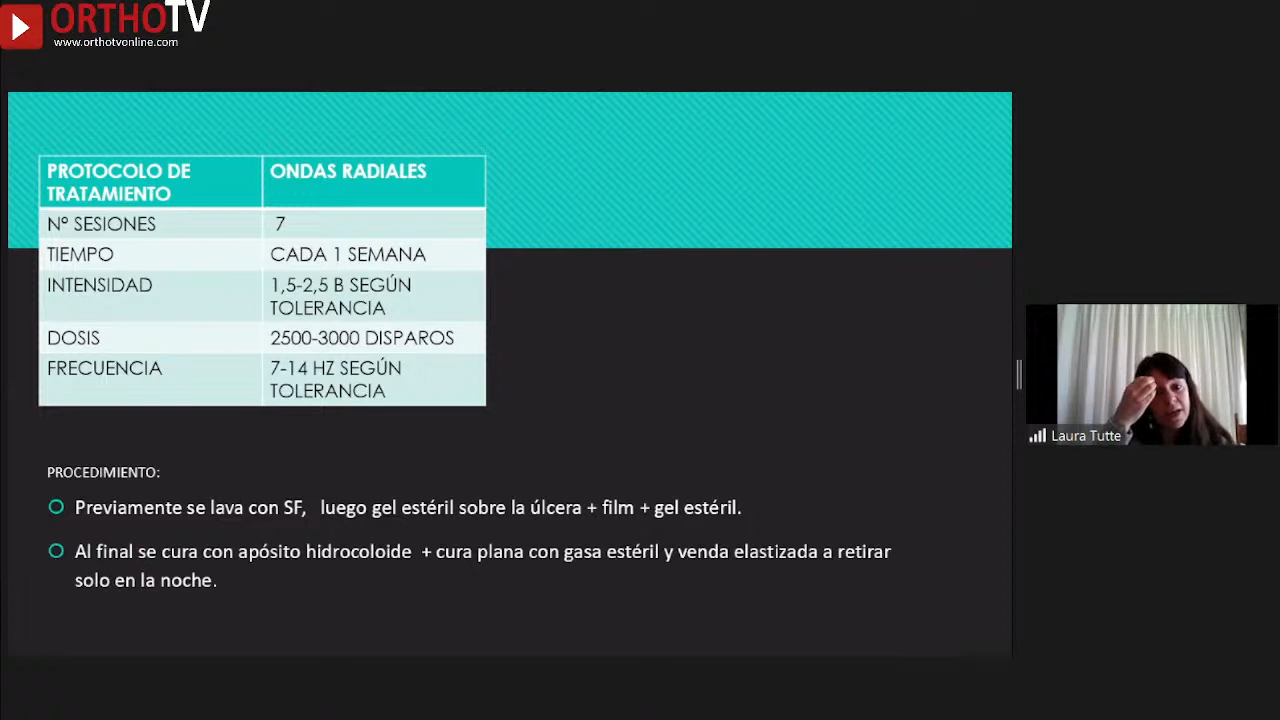 ORTHOTV
www.orthotvonline.com
PROTOCOLO DE
TRATAMIENTO
ONDAS RADIALES
Nº SESIONES
7
TIEMPO
CADA 1 SEMANA
INTENSIDAD
1,5-2,5 B SEGÚN
TOLERANCIA
DOSIS
2500-3000 DISPAROS
FRECUENCIA
7-14 HZ SEGÚN
TOLERANCIA
PROCEDIMIENTO:
Previamente se lava con SF, luego gel estéril sobre la úlcera + film + gel estéril.
Al final se cura con apósito hidrocoloide + cura plana con gasa estéril y venda elastizada a retirar
solo en la noche.
Laura Tutte